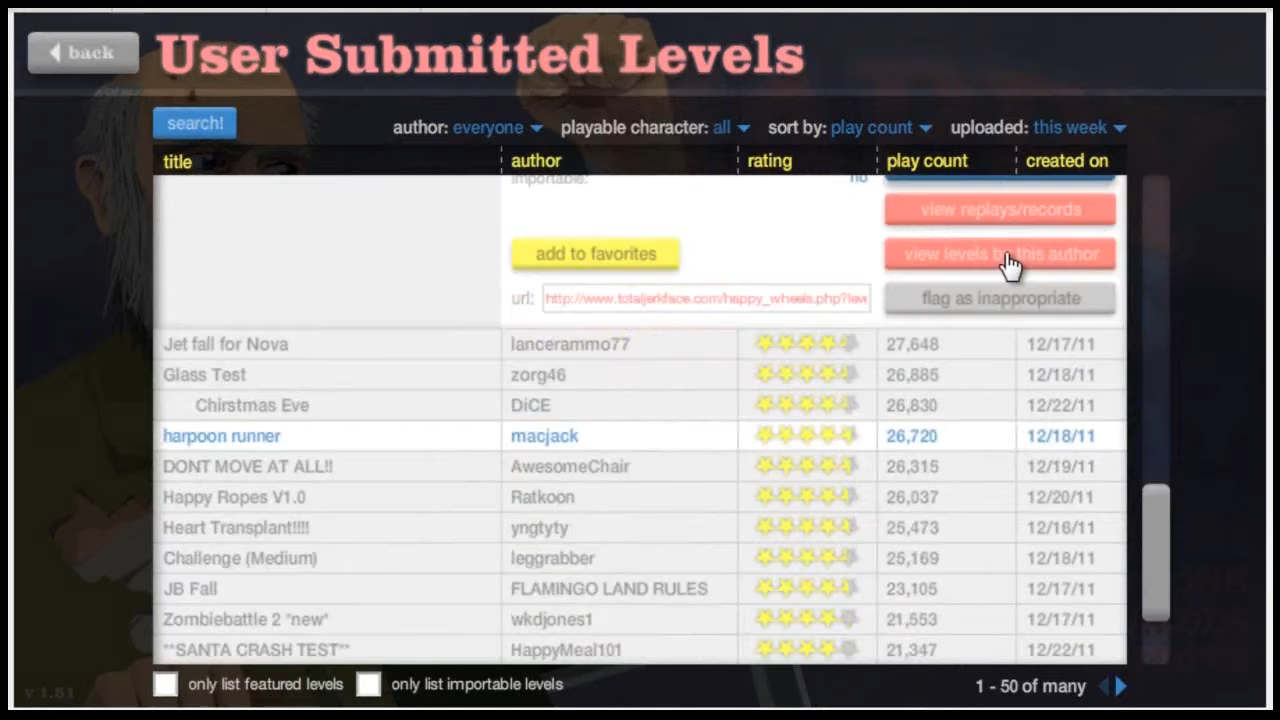 back
User Submitted Levels
search!
author: everyone playable character: all sort by: play count uploaded: this week
title author rating play count created on
importable: no
view replays/records
add to favorites view levels by this author
url: http://www.totaljerkface.com/happy_wheels.php?leve flag as inappropriate
Jet fall for Nova lancerammo77 27,648 12/17/11
Glass Test zorg46 26,885 12/18/11
Chirstmas Eve DiCE 26,830 12/22/11
harpoon runner macjack 26,720 12/18/11
DONT MOVE AT ALL!! AwesomeChair 26,315 12/19/11
Happy Ropes V1.0 Ratkoon 26,037 12/20/11
Heart Transplant!!!! yngtyty 25,473 12/16/11
Challenge (Medium) leggrabber 25,169 12/18/11
JB Fall FLAMINGO LAND RULES 23,105 12/17/11
Zombiebattle 2 *new* wkdjones1 21,553 12/17/11
**SANTA CRASH TEST** HappyMeal101 21,347 12/22/11
only list featured levels only list importable levels 1 - 50 of many
v 1.51